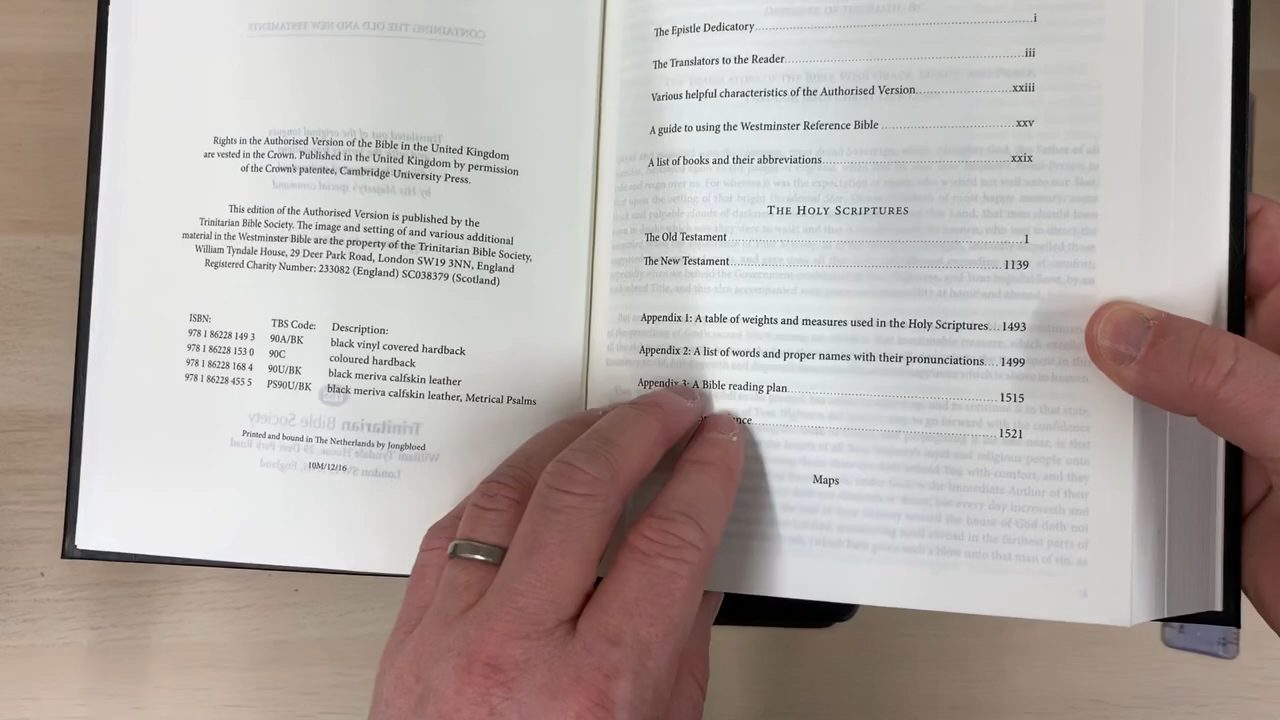 CONTAINING THE OLD AND NEW TESTAMENTS
Rights in the Authorised Version of the Bible in the United Kingdom
are vested in the Crown. Published in the United Kingdom by permission
of the Crown's patentee, Cambridge University Press.
This edition of the Authorised Version is published by the
Trinitarian Bible Society. The image and setting of and various additional
material in the Westminster Bible are the property of the Trinitarian Bible Society,
William Tyndale House, 29 Deer Park Road, London SW19 3NN, England
Registered Charity Number: 233082 (England) SC038379 (Scotland)
ISBN: TBS Code: Description:
978 1 86228 149 3 90A/BK black vinyl covered hardback
978 1 86228 153 0 90C coloured hardback
978 1 86228 168 4 90U/BK black meriva calfskin leather
978 1 86228 455 5 PS90U/BK black meriva calfskin leather, Metrical Psalms
Trinitarian Bible Society
Printed and bound in The Netherlands by Jongbloed
10M/12/16
The Epistle Dedicatory i
The Translators to the Reader iii
Various helpful characteristics of the Authorised Version xxiii
A guide to using the Westminster Reference Bible xxv
A list of books and their abbreviations xxix
THE HOLY SCRIPTURES
The Old Testament 1
The New Testament 1139
Appendix 1: A table of weights and measures used in the Holy Scriptures 1493
Appendix 2: A list of words and proper names with their pronunciations 1499
Appendix 3: A Bible reading plan 1515
1521
Maps